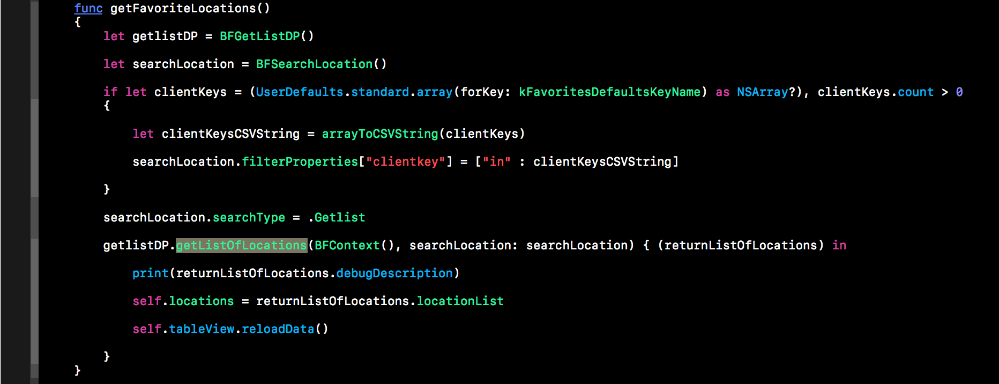 func getFavoriteLocations()
{
let getlistDP = BFGetListDP()
let searchLocation = BFSearchLocation()
if let clientKeys = (UserDefaults.standard.array(forKey: kFavoritesDefaultsKeyName) as NSArray?), clientKeys.count > 0
{
let clientKeysCSVString = arrayToCSVString(clientKeys)
searchLocation.filterProperties["clientkey"] = ["in" : clientKeysCSVString]
}
searchLocation.searchType = .Getlist
getlistDP.getListOfLocations(BFContext(), searchLocation: searchLocation) { (returnListOfLocations) in
print(returnListOfLocations.debugDescription)
self.locations = returnListOfLocations.locationList
self.tableView.reloadData()
}
}